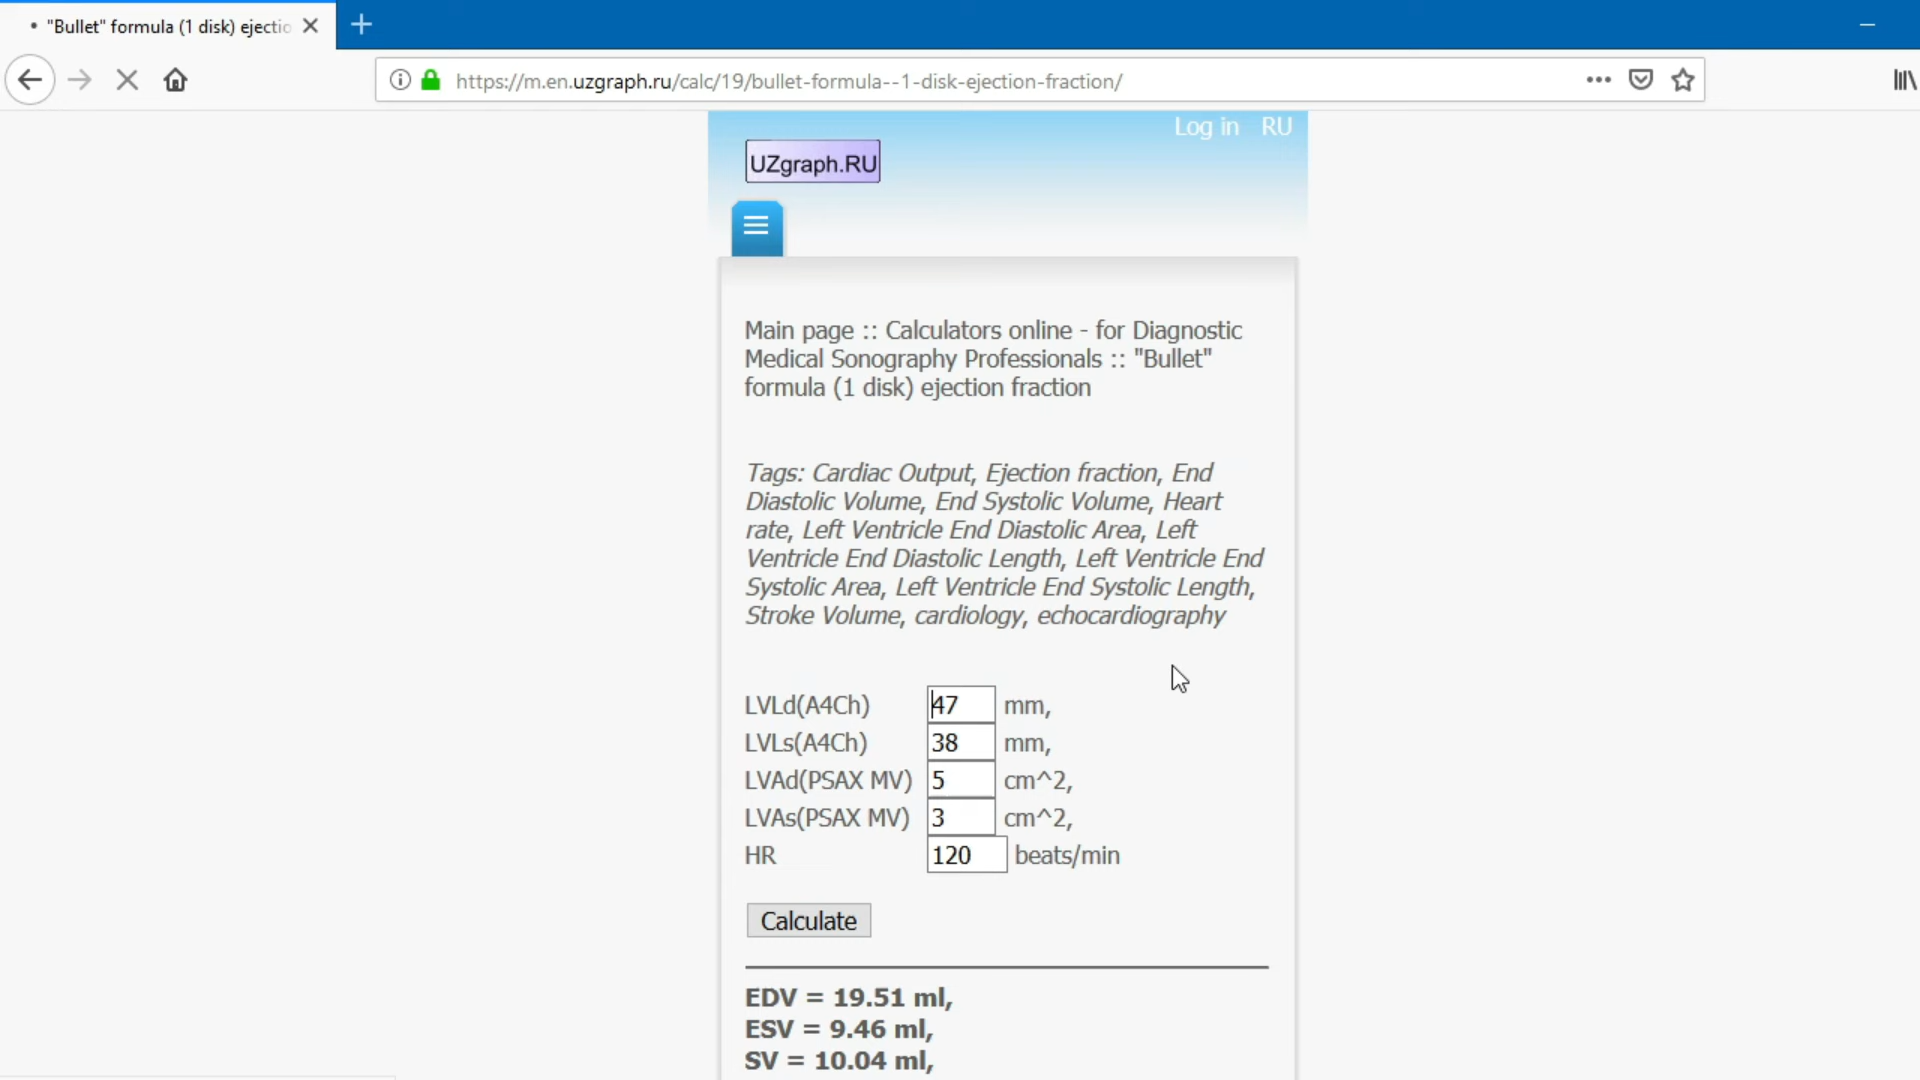 "Bullet" formula (1 disk) ejectio
https://m.en.uzgraph.ru/calc/19/bullet-formula--1-disk-ejection-fraction/
Log in RU
UZgraph.RU
Main page :: Calculators online - for Diagnostic
Medical Sonography Professionals :: "Bullet"
formula (1 disk) ejection fraction
Tags: Cardiac Output, Ejection fraction, End
Diastolic Volume, End Systolic Volume, Heart
rate, Left Ventricle End Diastolic Area, Left
Ventricle End Diastolic Length, Left Ventricle End
Systolic Area, Left Ventricle End Systolic Length,
Stroke Volume, cardiology, echocardiography
LVLd(A4Ch) 47 mm,
LVLs(A4Ch) 38 mm,
LVAd(PSAX MV) 5 cm^2,
LVAs(PSAX MV) 3 cm^2,
HR 120 beats/min
Calculate
EDV = 19.51 ml,
ESV = 9.46 ml,
SV = 10.04 ml,